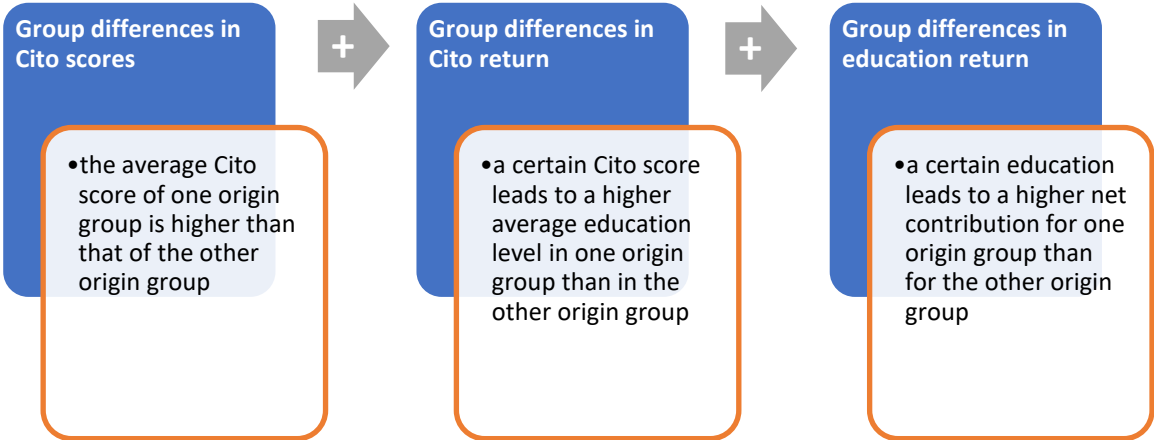 Group differences in
Cito scores
•the average Cito
score of one origin
group is higher than
that of the other
origin group
+
Group differences in
Cito return
•a certain Cito score
leads to a higher
average education
level in one origin
group than in the
other origin group
+
Group differences in
education return
•a certain education
leads to a higher net
contribution for one
origin group than
for the other origin
group